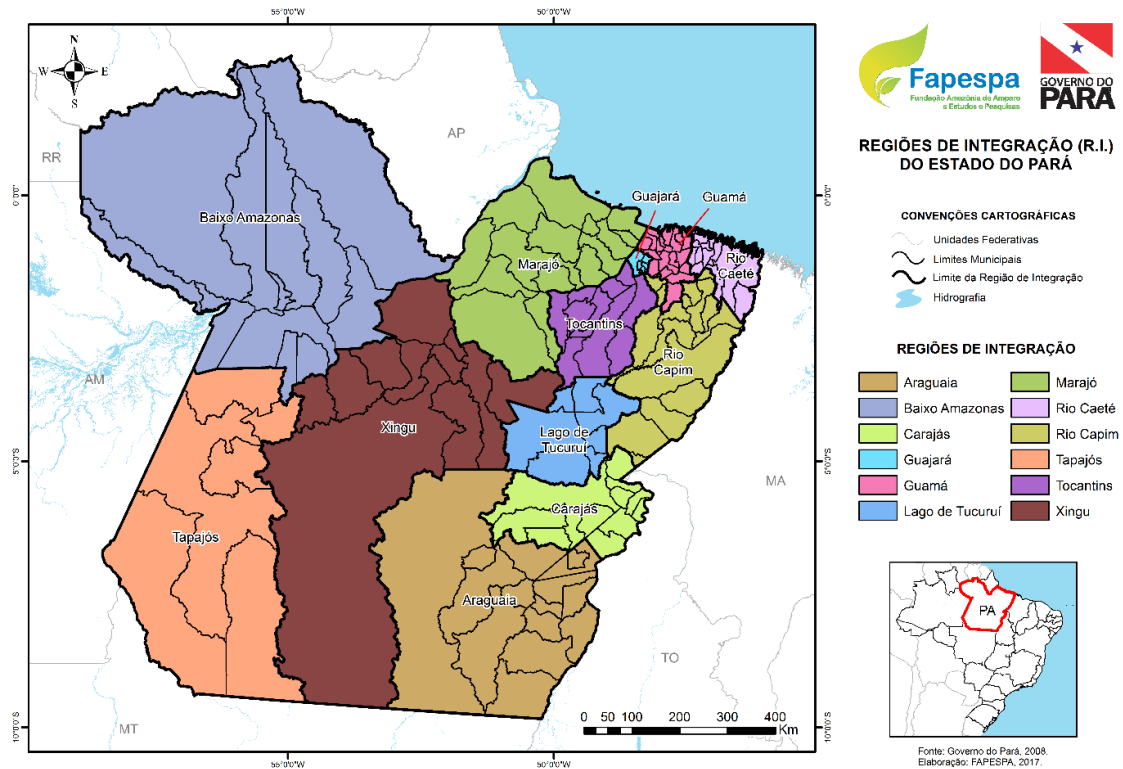 55°0'0"W
50°0'0"W
N
W
E
S
RR
AP
AM
MA
TO
MT
0°0'0"
0°0'0"
5°0'0"S
5°0'0"S
10°0'0"S
10°0'0"S
Baixo Amazonas
Marajó
Guajará
Guamá
Rio
Caeté
Tocantins
Rio
Capim
Xingu
Lago de
Tucuruí
Carajás
Tapajós
Araguaia
0 50 100 200 300 400
Km
55°0'0"W
50°0'0"W
Fapespa
Fundação Amazônia de Amparo
a Estudos e Pesquisas
GOVERNO DO
PARÁ
REGIÕES DE INTEGRAÇÃO (R.I.)
DO ESTADO DO PARÁ
CONVENÇÕES CARTOGRÁFICAS
Unidades Federativas
Limites Municipais
Limite da Região de Integração
Hidrografia
REGIÕES DE INTEGRAÇÃO
Araguaia
Marajó
Baixo Amazonas
Rio Caeté
Carajás
Rio Capim
Guajará
Tapajós
Guamá
Tocantins
Lago de Tucuruí
Xingu
PA
Fonte: Governo do Pará, 2008.
Elaboração: FAPESPA, 2017.